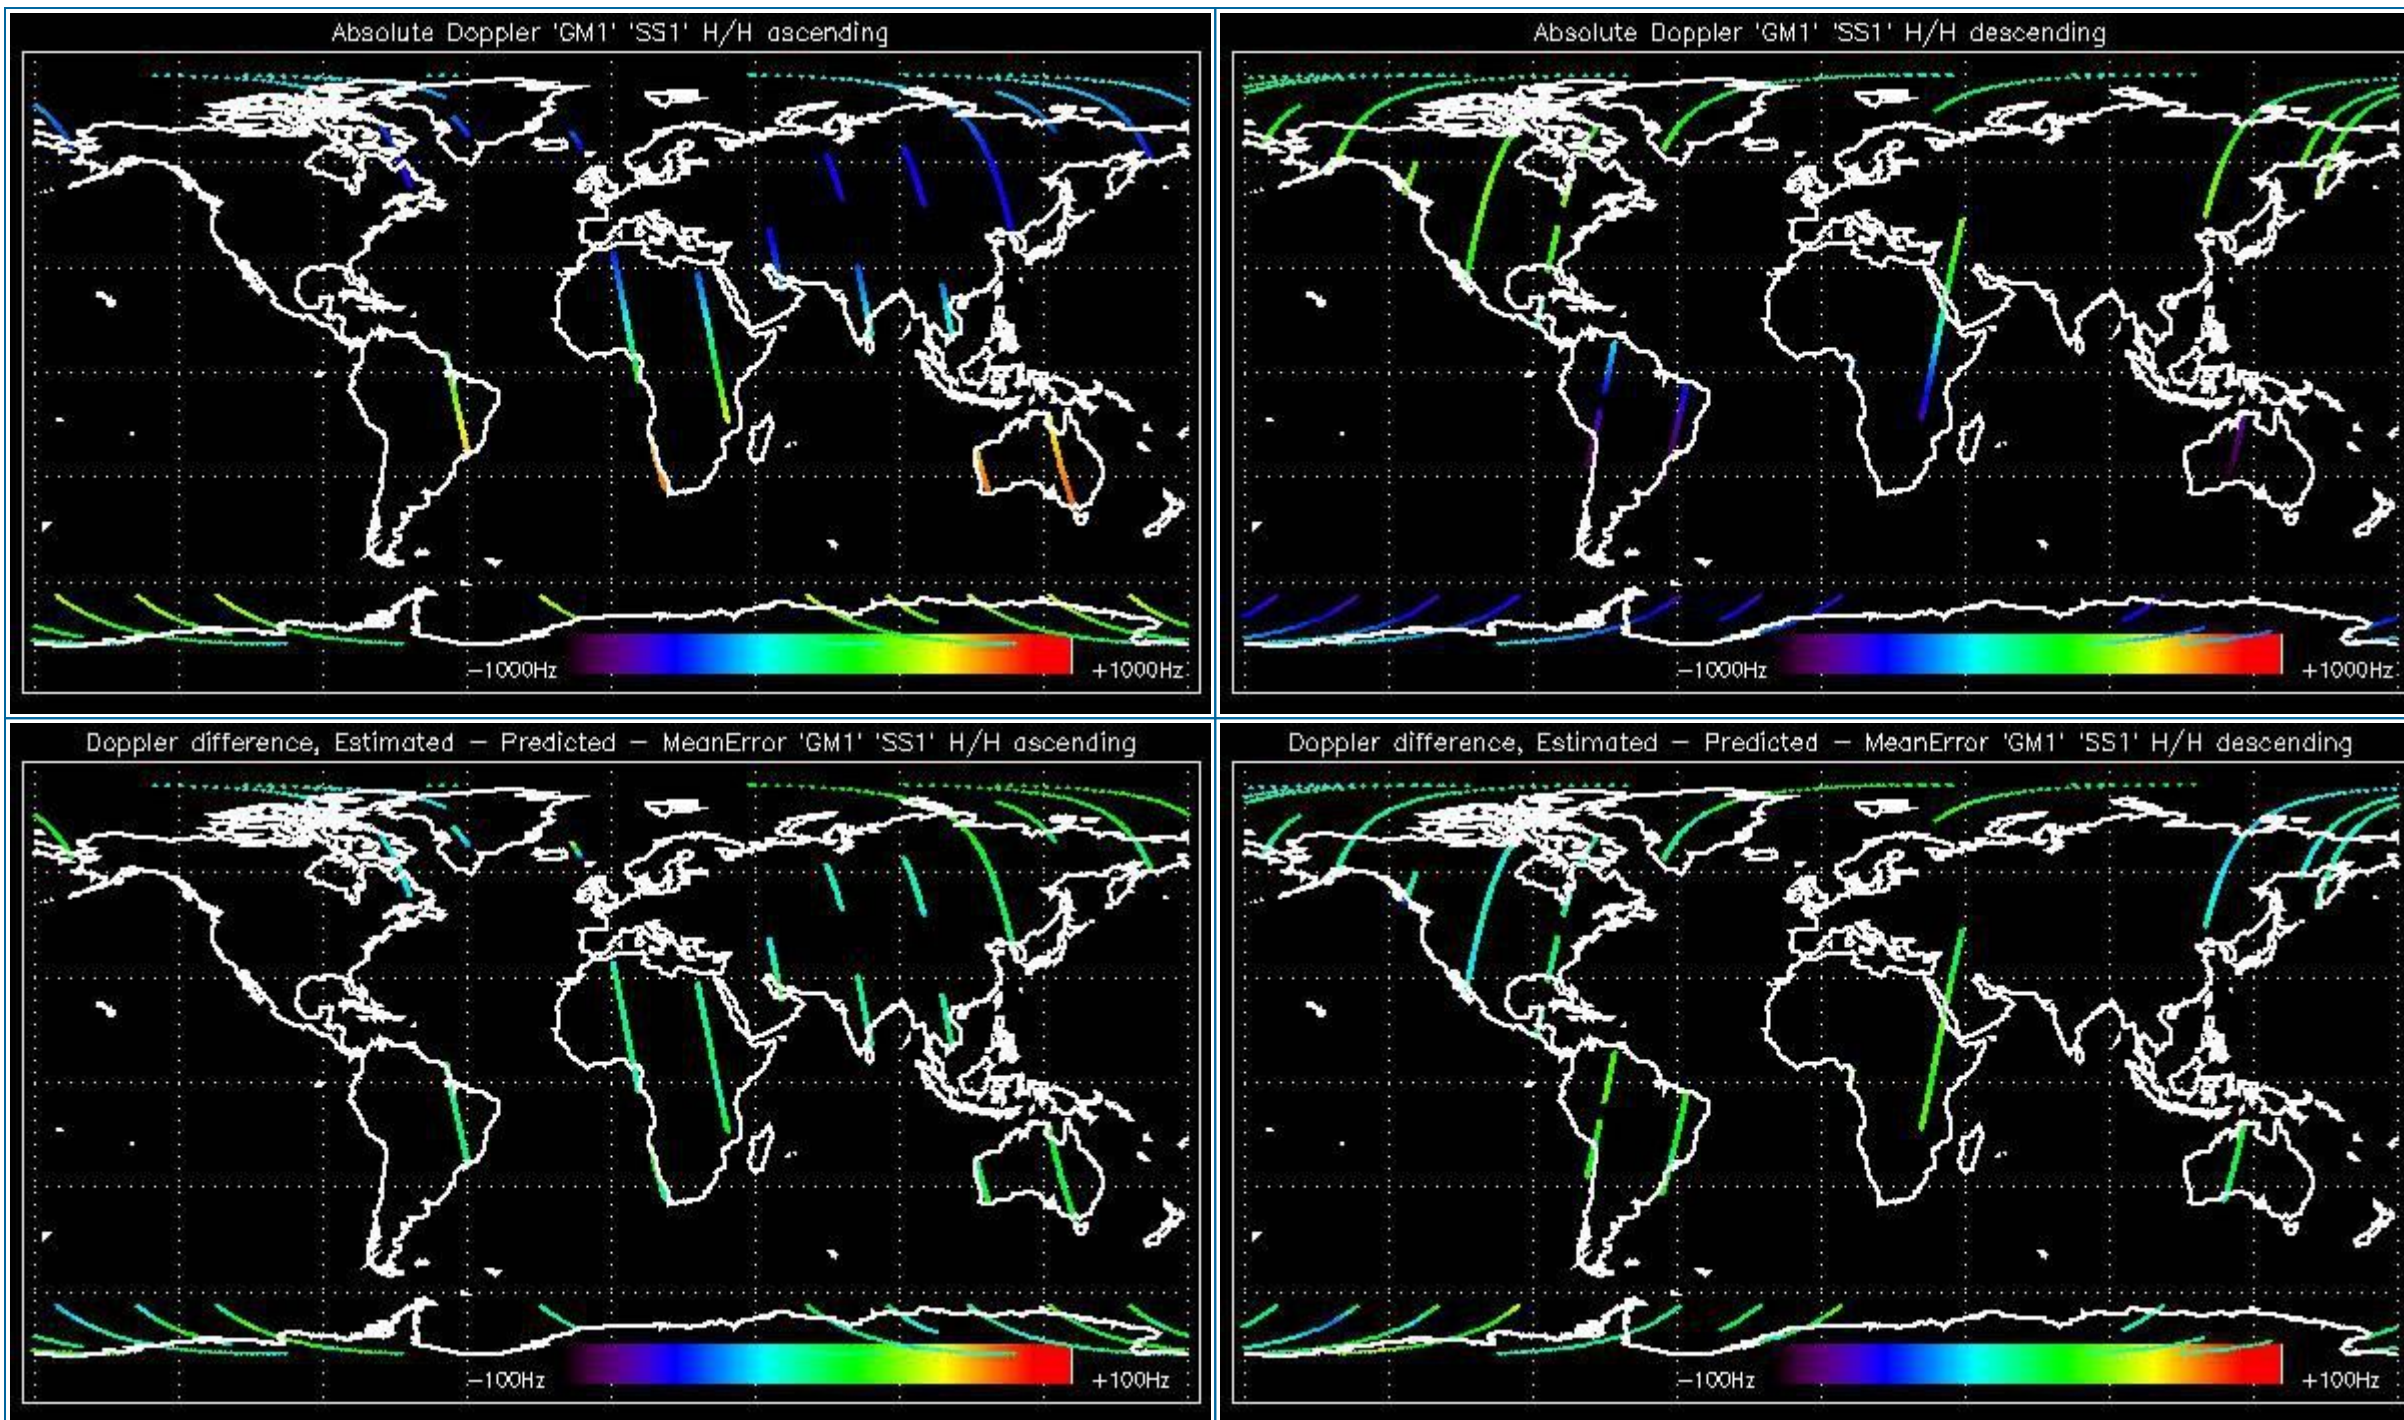 Absolute Doppler 'GM1' 'SS1' H/H ascending
-1000Hz
+1000Hz
Absolute Doppler 'GM1' 'SS1' H/H descending
-1000Hz
+1000Hz
Doppler difference, Estimated - Predicted - MeanError 'GM1' 'SS1' H/H ascending
-100Hz
+100Hz
Doppler difference, Estimated - Predicted - MeanError 'GM1' 'SS1' H/H descending
-100Hz
+100Hz